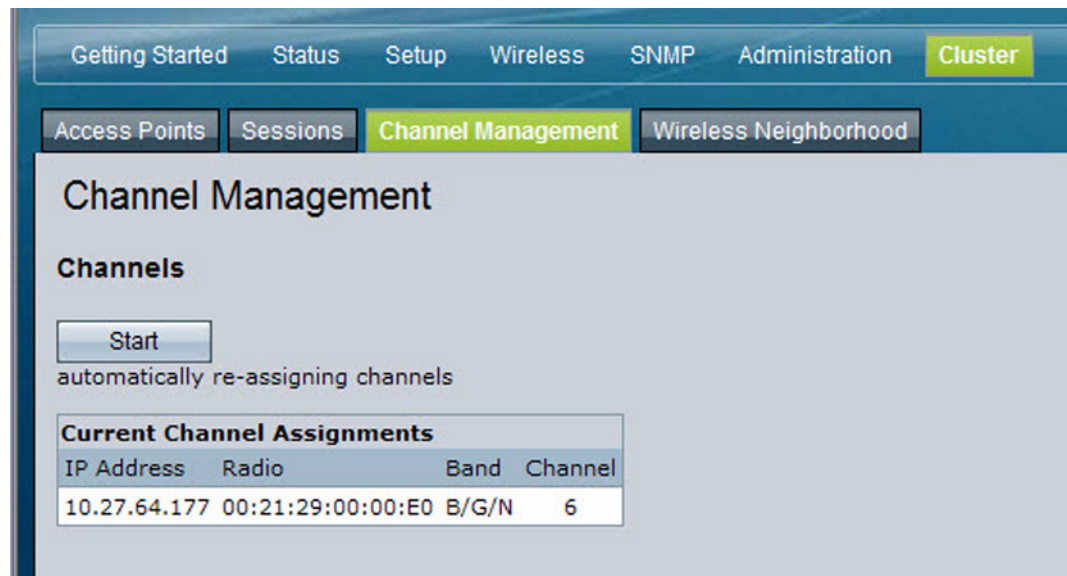 Getting Started Status Setup Wireless SNMP Administration Cluster
Access Points Sessions Channel Management Wireless Neighborhood
Channel Management
Channels
Start
automatically re-assigning channels
Current Channel Assignments
IP Address Radio Band Channel
10.27.64.177 00:21:29:00:00:E0 B/G/N 6